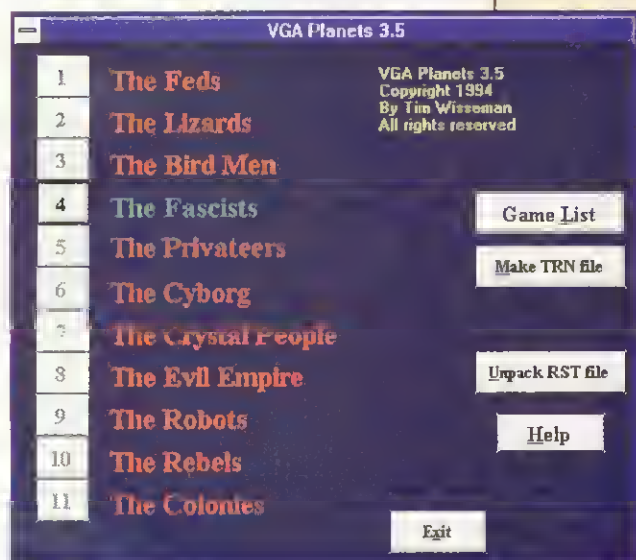 VGA Planets 3.5
1 The Feds
2 The Lizards
3 The Bird Men
4 The Fascists
5 The Privateers
6 The Cyborg
7 The Crystal People
8 The Evil Empire
9 The Robots
10 The Rebels
11 The Colonies
VGA Planets 3.5
Copyright 1994
By Tim Wisseman
All rights reserved
Game List
Make TRN file
Unpack RST file
Help
Exit